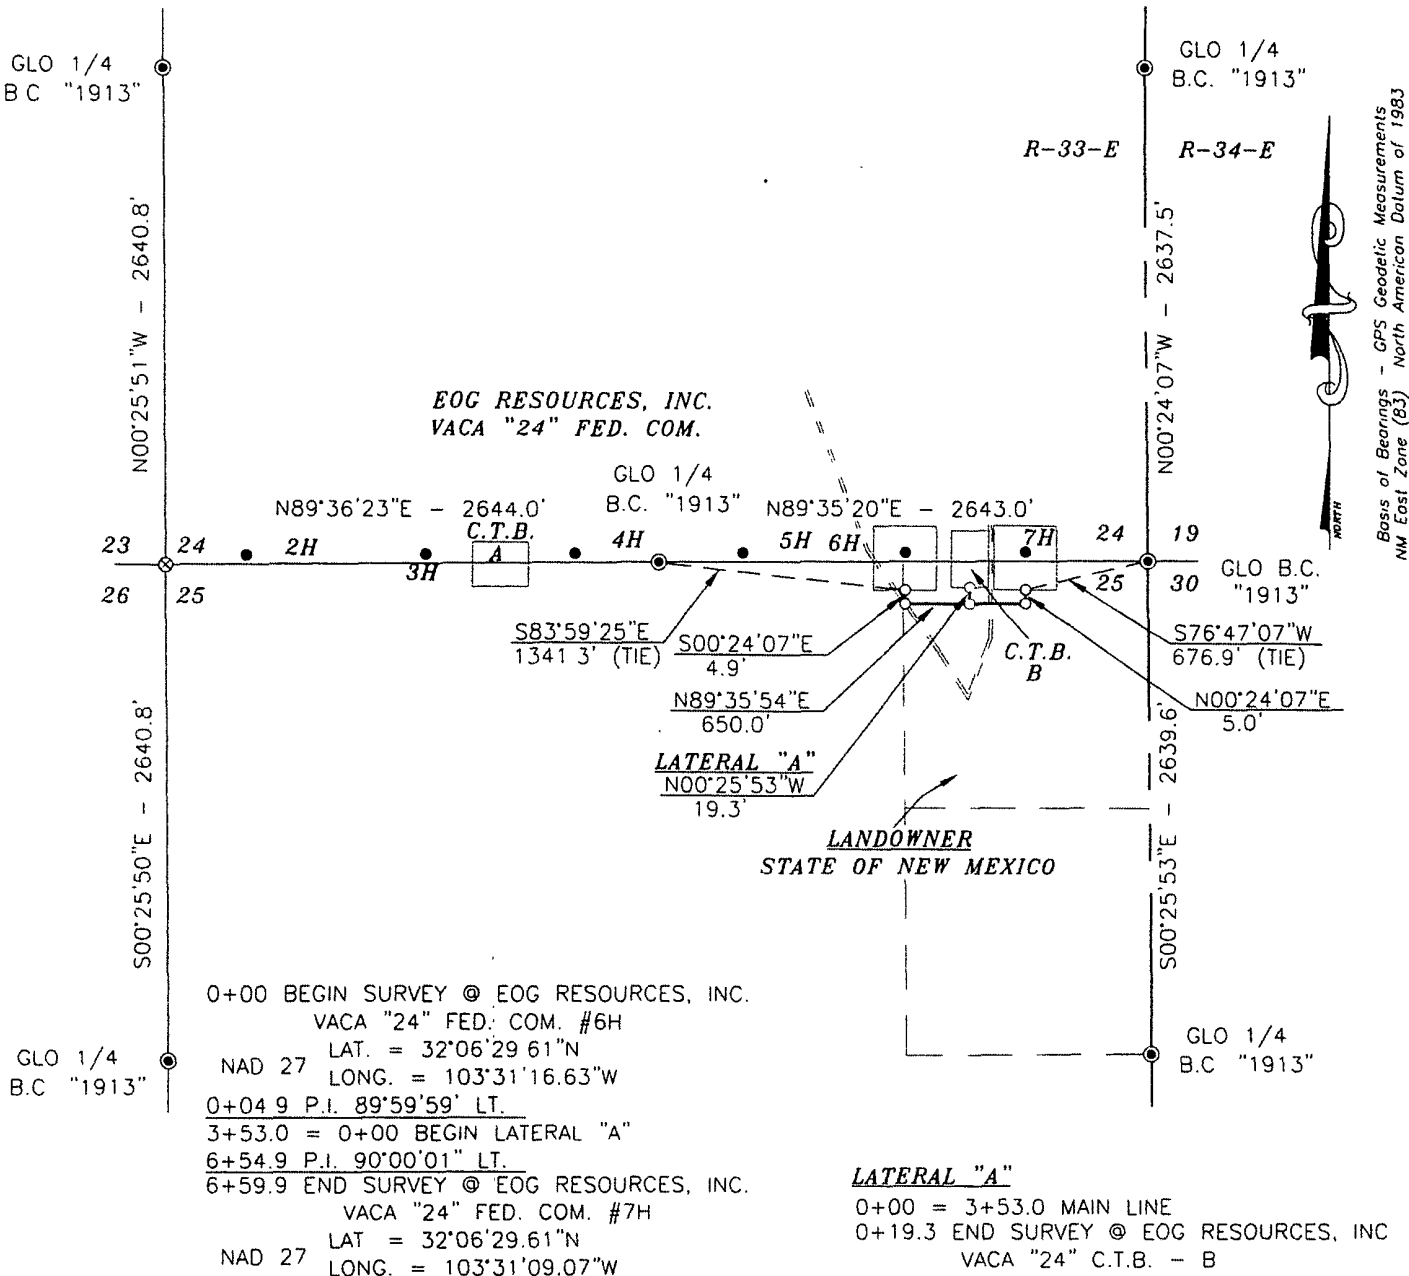 GLO 1/4
B C "1913"
GLO 1/4
B.C. "1913"
R-33-E R-34-E
N00°25'51"W - 2640.8'
N00°24'07"W - 2637.5'
Basis of Bearings - GPS Geodetic Measurements
NM East Zone (83) North American Datum of 1983
NORTH
EOG RESOURCES, INC.
VACA "24" FED. COM.
GLO 1/4
B.C. "1913"
N89°36'23"E - 2644.0'
N89°35'20"E - 2643.0'
C.T.B.
A
23 24
2H
3H
4H
5H 6H
7H
24 19
26 25
25 30
GLO B.C.
"1913"
S83°59'25"E
1341 3' (TIE)
S00°24'07"E
4.9'
C.T.B.
B
S76°47'07"W
676.9' (TIE)
N89°35'54"E
650.0'
N00°24'07"E
5.0'
LATERAL "A"
N00°25'53"W
19.3'
S00°25'50"E - 2640.8'
S00°25'53"E - 2639.6'
LANDOWNER
STATE OF NEW MEXICO
GLO 1/4
B.C "1913"
GLO 1/4
B.C "1913"
0+00 BEGIN SURVEY @ EOG RESOURCES, INC.
VACA "24" FED. COM. #6H
LAT. = 32°06'29 61"N
NAD 27
LONG. = 103°31'16.63"W
0+04 9 P.I. 89°59'59' LT.
3+53.0 = 0+00 BEGIN LATERAL "A"
6+54.9 P.I. 90°00'01" LT.
6+59.9 END SURVEY @ EOG RESOURCES, INC.
VACA "24" FED. COM. #7H
LAT = 32°06'29.61"N
NAD 27
LONG. = 103°31'09.07"W
LATERAL "A"
0+00 = 3+53.0 MAIN LINE
0+19.3 END SURVEY @ EOG RESOURCES, INC
VACA "24" C.T.B. - B